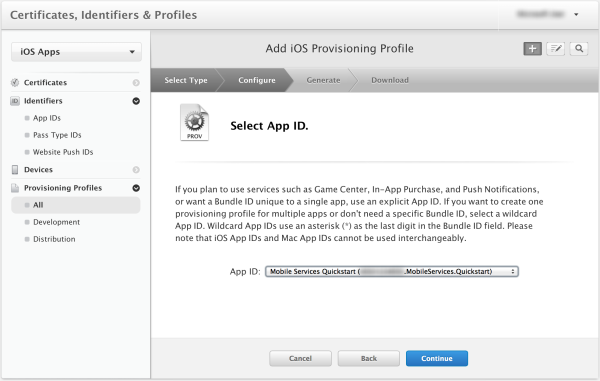 Certificates, Identifiers & Profiles
iOS Apps
Add iOS Provisioning Profile
Select Type
Configure
Generate
Download
Certificates
Identifiers
App IDs
Pass Type IDs
Website Push IDs
Devices
Provisioning Profiles
All
Development
Distribution
PROV
Select App ID.
If you plan to use services such as Game Center, In-App Purchase, and Push Notifications,
or want a Bundle ID unique to a single app, use an explicit App ID. If you want to create one
provisioning profile for multiple apps or don't need a specific Bundle ID, select a wildcard
App ID. Wildcard App IDs use an asterisk (*) as the last digit in the Bundle ID field. Please
note that iOS App IDs and Mac App IDs cannot be used interchangeably.
App ID: Mobile Services Quickstart ( .MobileServices.Quickstart)
Cancel
Back
Continue